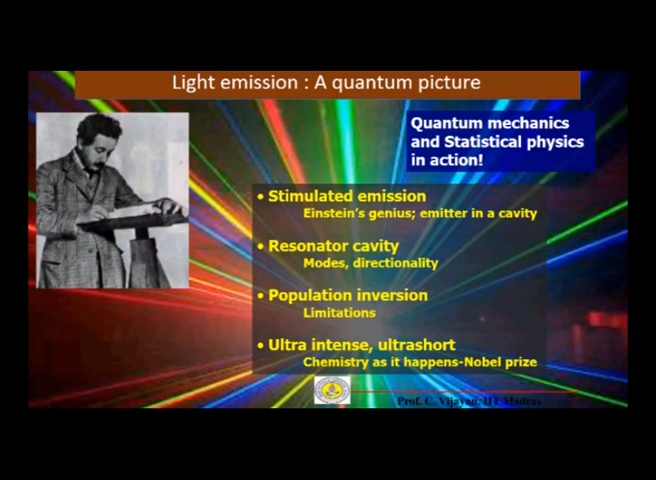 Light emission : A quantum picture
Quantum mechanics
and Statistical physics
in action!
• Stimulated emission
Einstein's genius; emitter in a cavity
• Resonator cavity
Modes, directionality
• Population inversion
Limitations
• Ultra intense, ultrashort
Chemistry as it happens-Nobel prize
Prof. C. Vijayan, IIT Madras